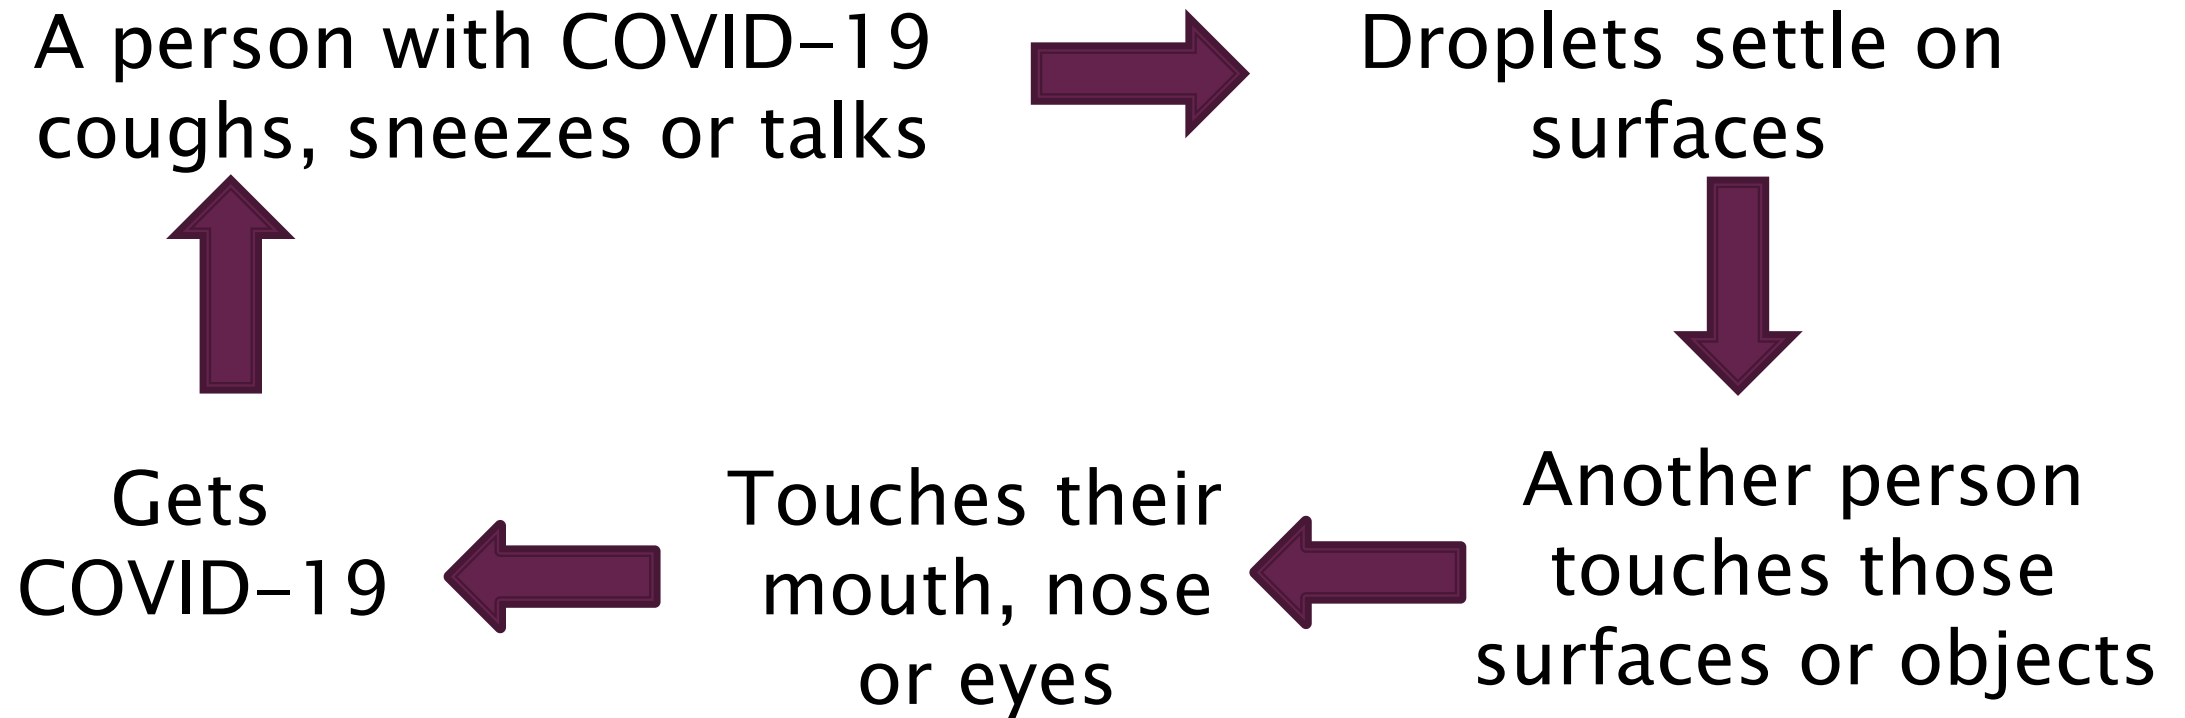 A person with COVID-19
coughs, sneezes or talks
Droplets settle on
surfaces
Another person
touches those
surfaces or objects
Touches their
mouth, nose
or eyes
Gets
COVID-19